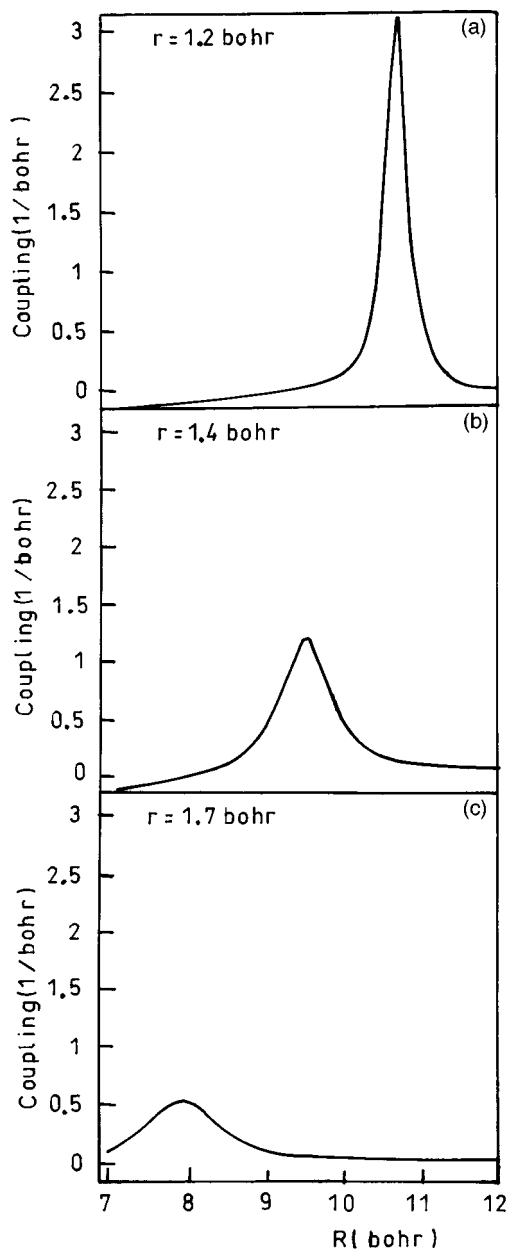 (a)
r = 1.2 bohr
3
2.5
2
1.5
1
0.5
0
Coupling(1/bohr)
(b)
r = 1.4 bohr
3
2.5
2
1.5
1
0.5
0
Coupling(1/bohr)
(c)
r = 1.7 bohr
3
2.5
2
1.5
1
0.5
0
Coupling(1/bohr)
7 8 9 10 11 12
R(bohr)